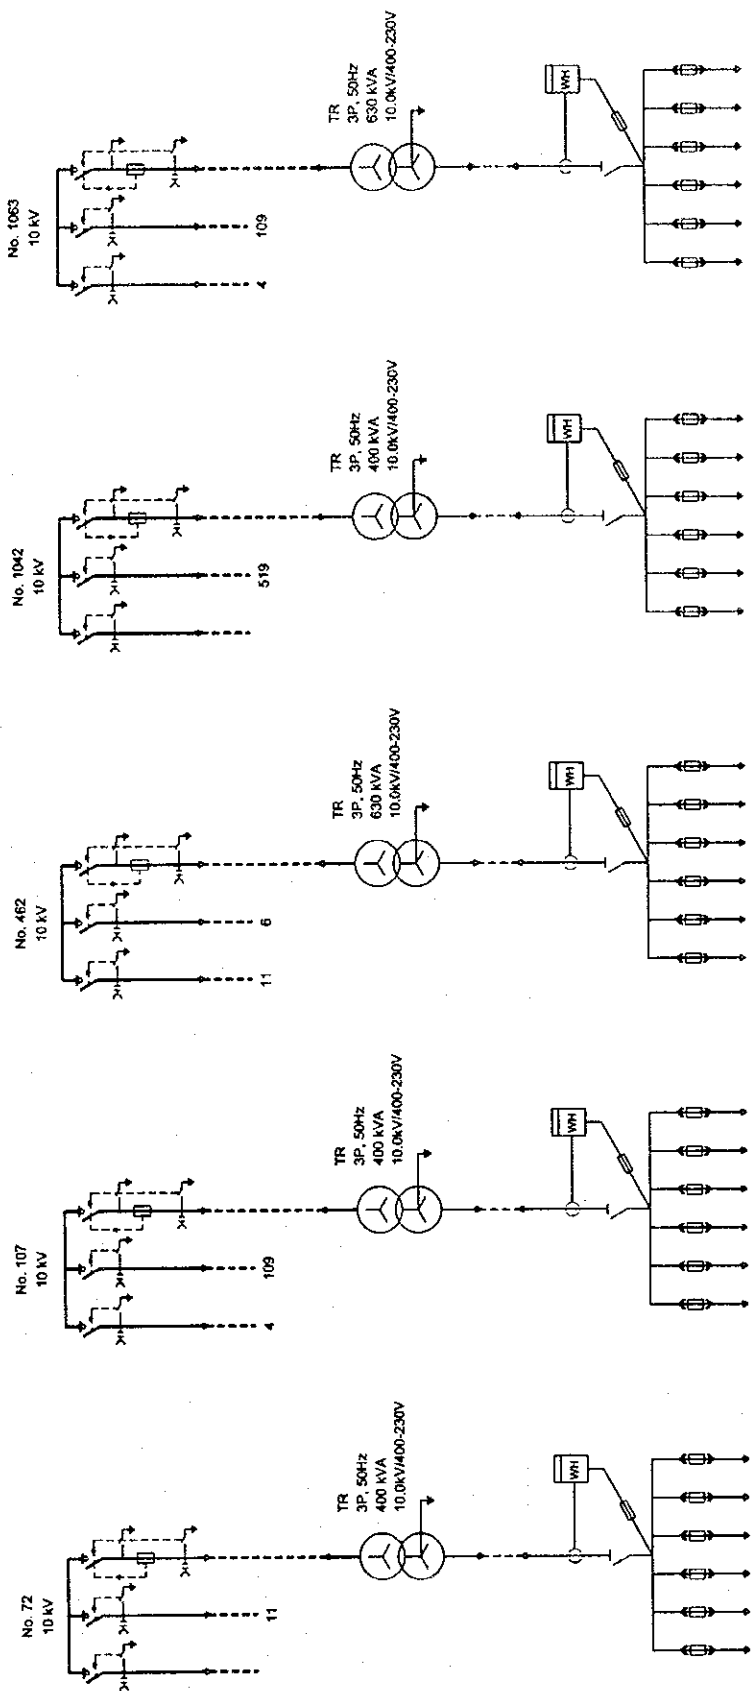 No. 1063
10 kV
4
109
TR
3P, 50Hz
630 kVA
10.0kV/400-230V
WH
No. 1042
10 kV
519
TR
3P, 50Hz
400 kVA
10.0kV/400-230V
WH
No. 462
10 kV
11
6
TR
3P, 50Hz
630 kVA
10.0kV/400-230V
WH
No. 107
10 kV
4
109
TR
3P, 50Hz
400 kVA
10.0kV/400-230V
WH
No. 72
10 kV
11
TR
3P, 50Hz
400 kVA
10.0kV/400-230V
WH